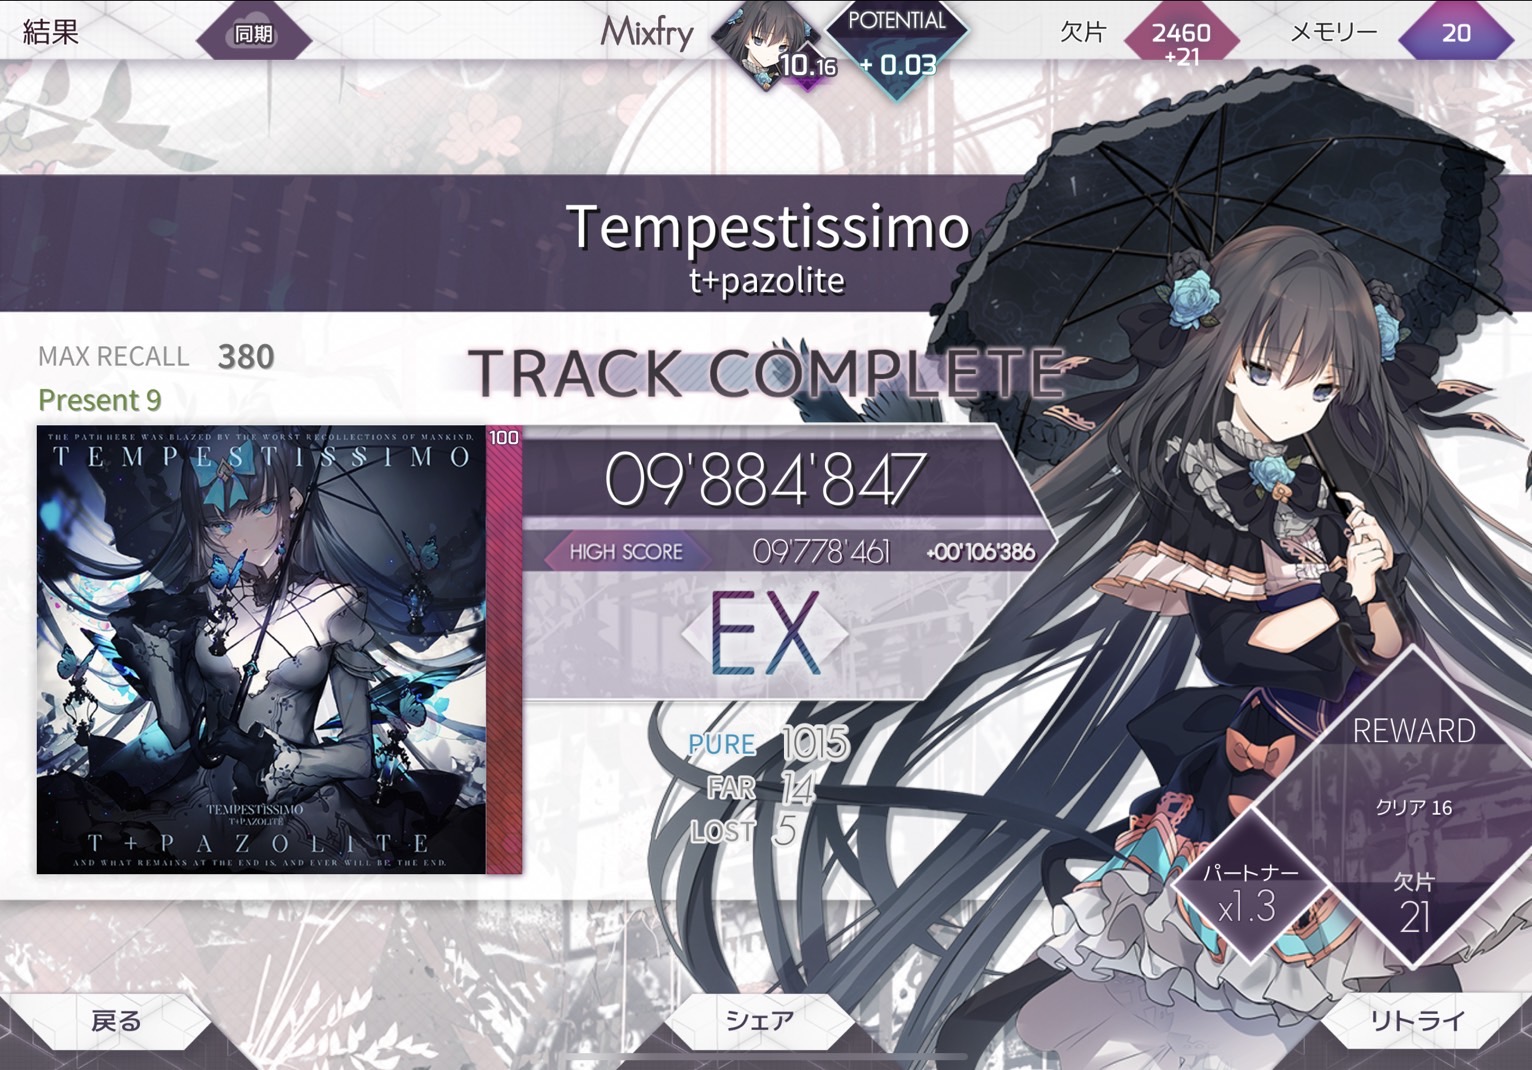 結果
同期
Mixfry
10.16
POTENTIAL
+ 0.03
欠片
2460
+21
メモリー
20
Tempestissimo
t+pazolite
MAX RECALL 380
Present 9
TRACK COMPLETE
THE PATH HERE WAS BLAZED BY THE WORST RECOLLECTIONS OF MANKIND,
TEMPESTISSIMO
TEMPESTISSIMO
T+PAZOLITE
T+PAZOLITE
AND WHAT REMAINS AT THE END IS, AND EVER WILL BE, THE END.
100
09'884'847
HIGH SCORE 09'778'461 +00'106'386
EX
PURE 1015
FAR 14
LOST 5
REWARD
クリア 16
パートナー
x1.3
欠片
21
戻る
シェア
リトライ